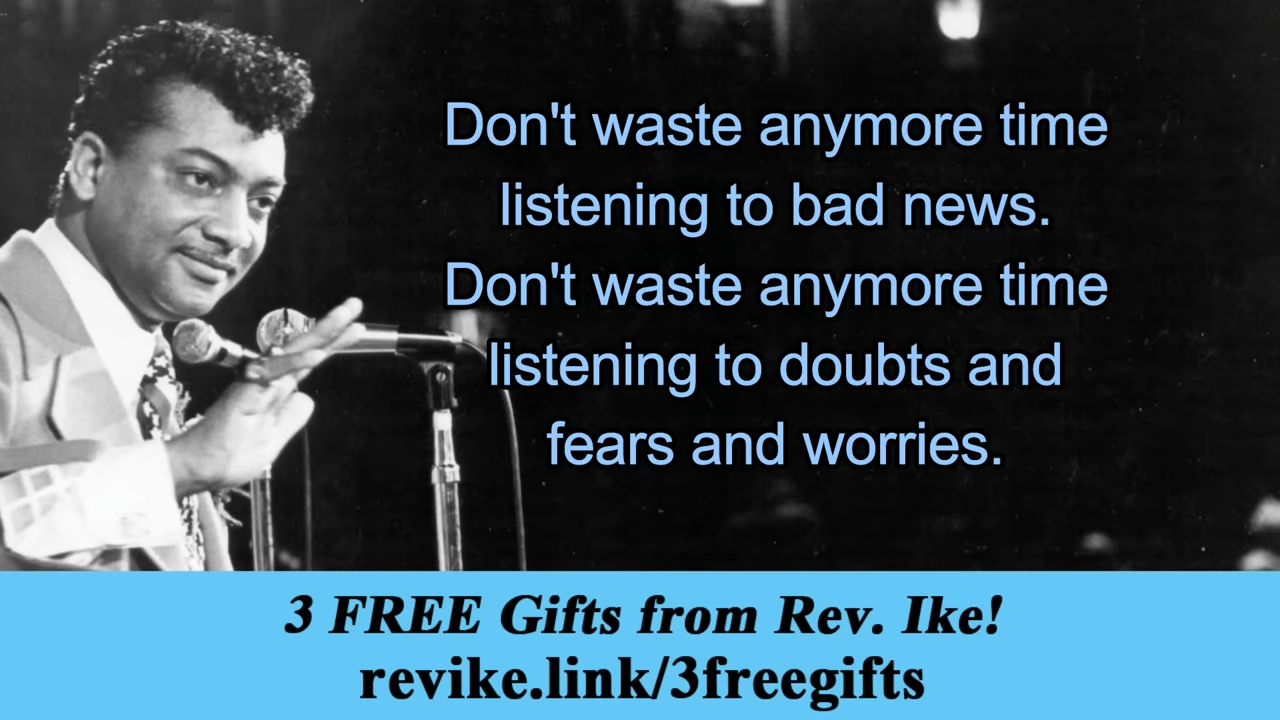 Don't waste anymore time
listening to bad news.
Don't waste anymore time
listening to doubts and
fears and worries.
3 FREE Gifts from Rev. Ike!
revike.link/3freegifts